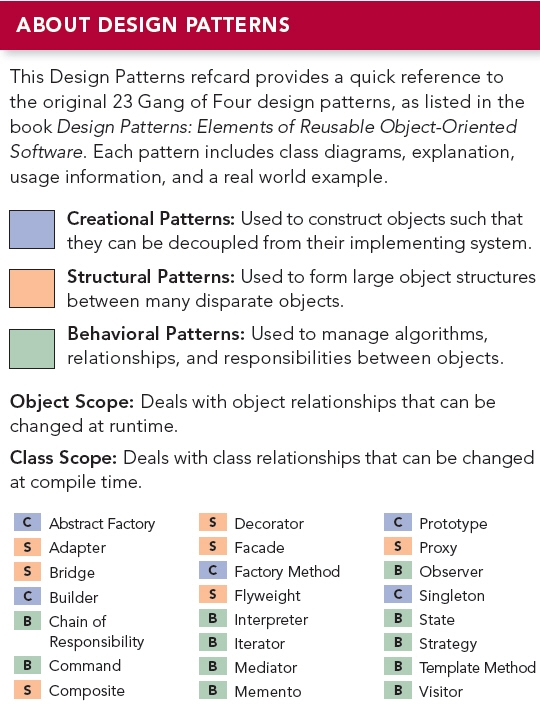 ABOUT DESIGN PATTERNS
This Design Patterns refcard provides a quick reference to
the original 23 Gang of Four design patterns, as listed in the
book Design Patterns: Elements of Reusable Object-Oriented
Software. Each pattern includes class diagrams, explanation,
usage information, and a real world example.
Creational Patterns: Used to construct objects such that
they can be decoupled from their implementing system.
Structural Patterns: Used to form large object structures
between many disparate objects.
Behavioral Patterns: Used to manage algorithms,
relationships, and responsibilities between objects.
Object Scope: Deals with object relationships that can be
changed at runtime.
Class Scope: Deals with class relationships that can be changed
at compile time.
C Abstract Factory
S Adapter
S Bridge
C Builder
B Chain of
Responsibility
B Command
S Composite
S Decorator
S Facade
C Factory Method
S Flyweight
B Interpreter
B Iterator
B Mediator
B Memento
C Prototype
S Proxy
B Observer
C Singleton
B State
B Strategy
B Template Method
B Visitor